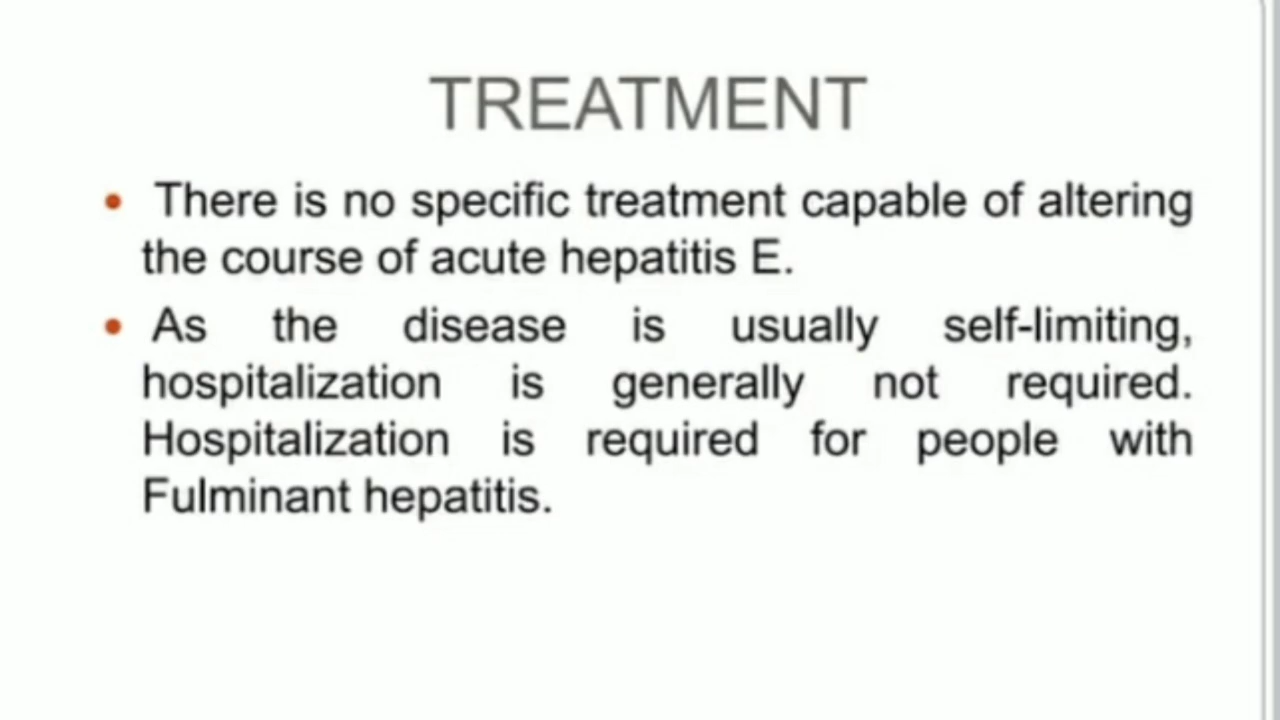 TREATMENT
• There is no specific treatment capable of altering
the course of acute hepatitis E.
• As the disease is usually self-limiting,
hospitalization is generally not required.
Hospitalization is required for people with
Fulminant hepatitis.